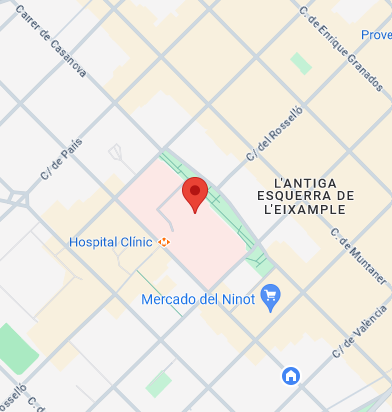 Carrer de Casanova
C. de Enrique Granados
Prove
C/ de París
C/ del Rosselló
L'ANTIGA
ESQUERRA DE
L'EIXAMPLE
Hospital Clínic
C. de Muntaner
Mercado del Ninot
C/ de València
Rosselló
C. de